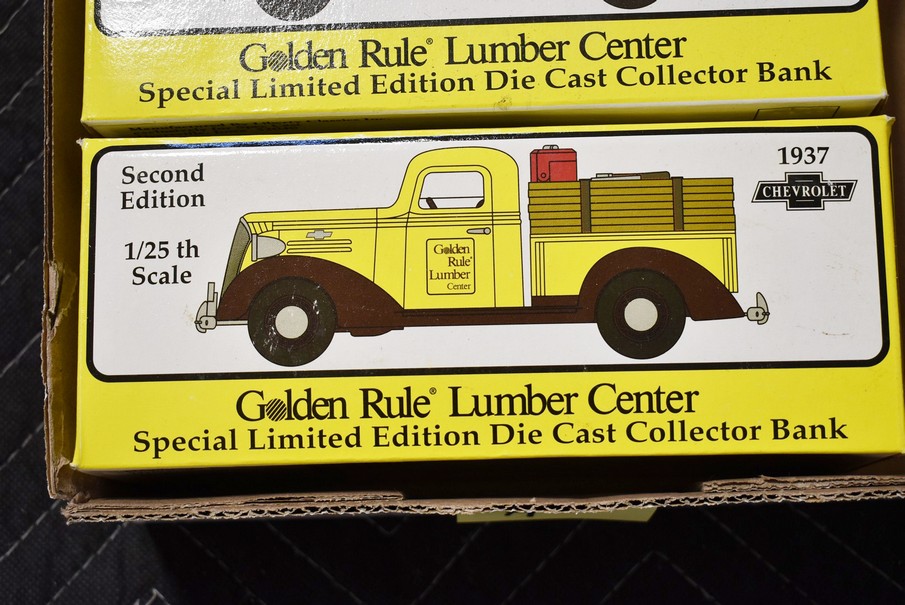 Golden Rule® Lumber Center
Special Limited Edition Die Cast Collector Bank
Second
Edition
1/25 th
Scale
1937
CHEVROLET
Golden
Rule®
Lumber
Center
Golden Rule® Lumber Center
Special Limited Edition Die Cast Collector Bank